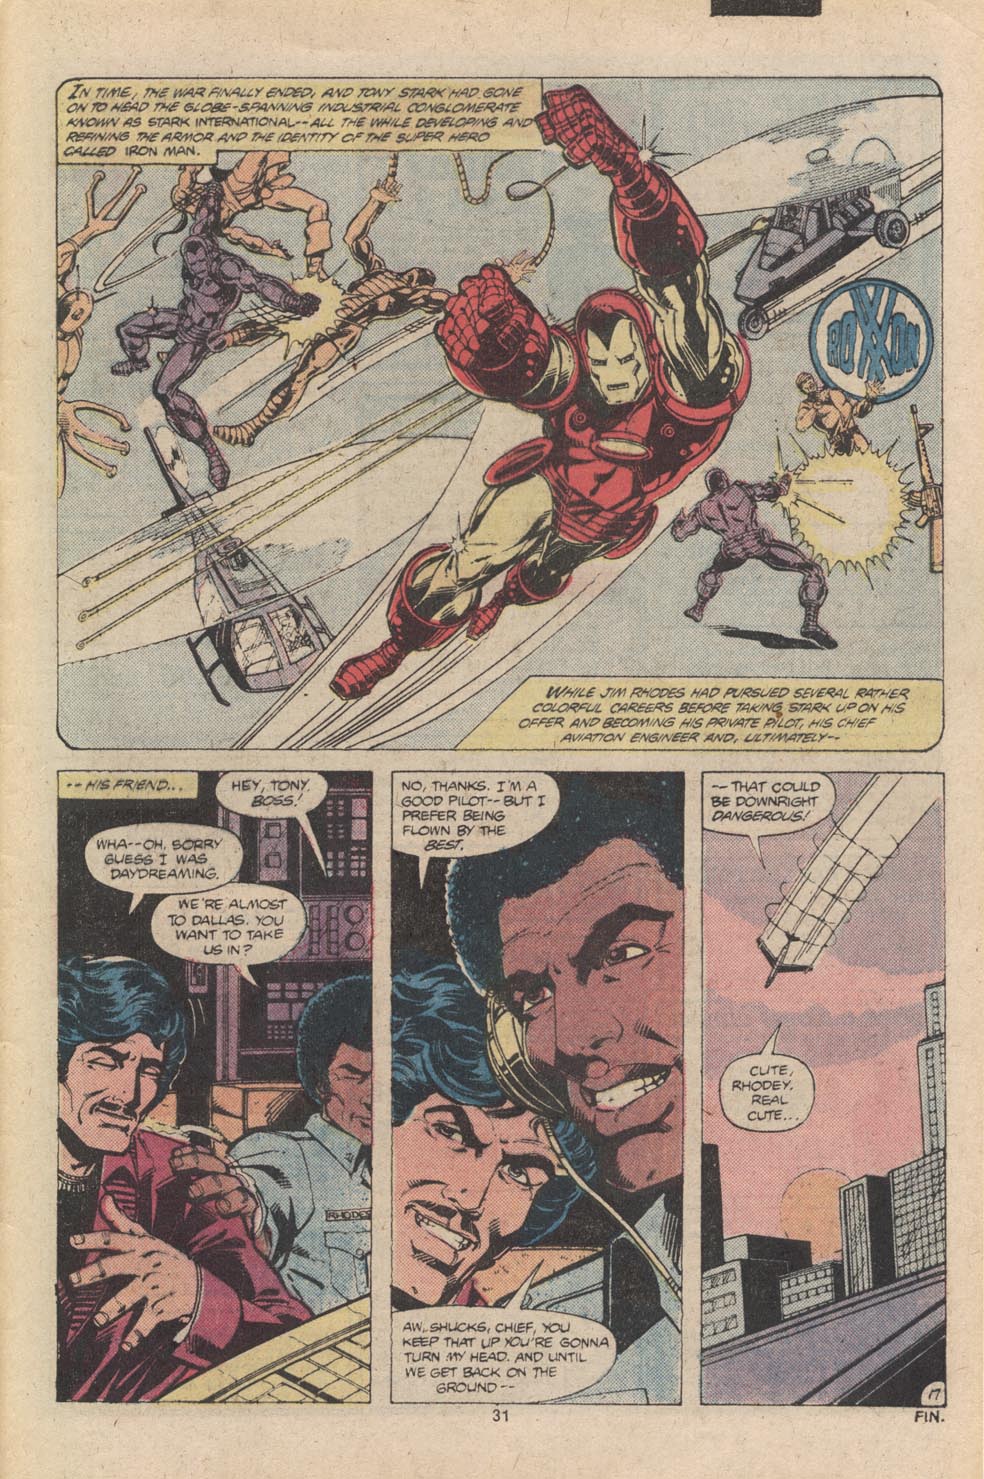 IN TIME, THE WAR FINALLY ENDED, AND TONY STARK HAD GONE
ON TO HEAD THE GLOBE-SPANNING INDUSTRIAL CONGLOMERATE
KNOWN AS STARK INTERNATIONAL--ALL THE WHILE DEVELOPING AND
REFINING THE ARMOR AND THE IDENTITY OF THE SUPER HERO
CALLED IRON MAN.
ROXXON
WHILE JIM RHODES HAD PURSUED SEVERAL RATHER
COLORFUL CAREERS BEFORE TAKING STARK UP ON HIS
OFFER AND BECOMING HIS PRIVATE PILOT, HIS CHIEF
AVIATION ENGINEER AND, ULTIMATELY--
--HIS FRIEND...
HEY, TONY.
BOSS!
WHA--OH, SORRY
GUESS I WAS
DAYDREAMING.
WE'RE ALMOST
TO DALLAS. YOU
WANT TO TAKE
US IN?
RHODES
NO, THANKS. I'M A
GOOD PILOT--BUT I
PREFER BEING
FLOWN BY THE
BEST.
AW, SHUCKS, CHIEF, YOU
KEEP THAT UP YOU'RE GONNA
TURN MY HEAD. AND UNTIL
WE GET BACK ON THE
GROUND--
--THAT COULD
BE DOWNRIGHT
DANGEROUS!
CUTE,
RHODEY.
REAL
CUTE...
17
31
FIN.